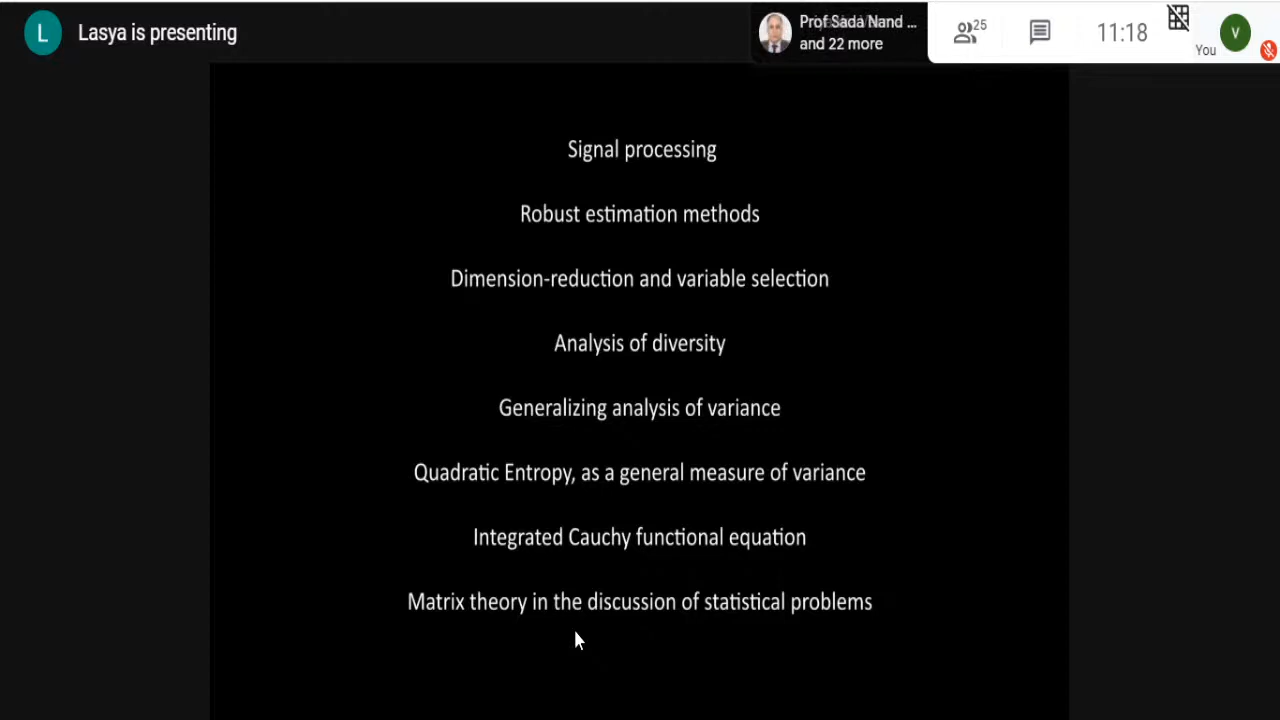 L
Lasya is presenting
Prof Sada Nand ...
and 22 more
25
11:18
You
V
Signal processing
Robust estimation methods
Dimension-reduction and variable selection
Analysis of diversity
Generalizing analysis of variance
Quadratic Entropy, as a general measure of variance
Integrated Cauchy functional equation
Matrix theory in the discussion of statistical problems